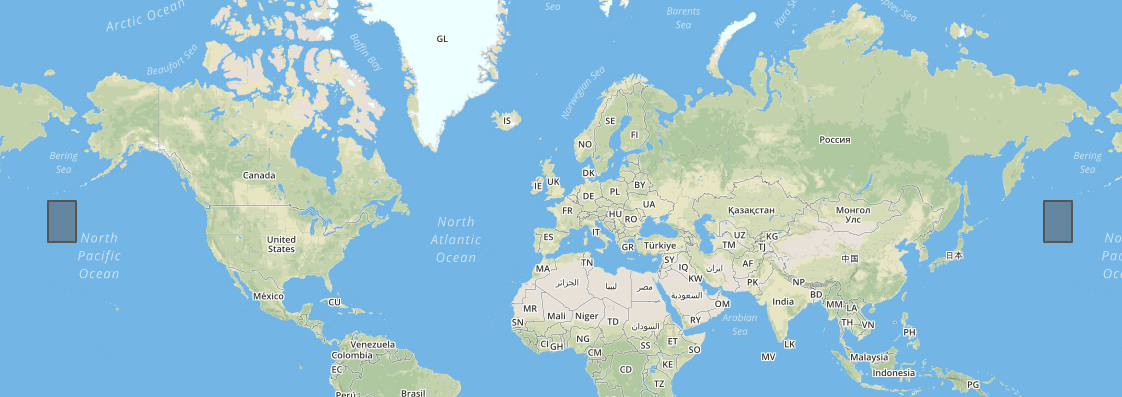 Arctic Ocean
Sea
Barents
Sea
Kara S
ptev Sea
GL
Beaufort Sea
Baffin Bay
Norwegian Sea
IS
SE
FI
NO
Россия
Bering
Sea
Bering
Sea
Canada
DK
IE
UK
BY
PL
DE
UA
FR
HU
RO
Қазақстан
Монгол
Улс
North
Pacific
Ocean
North
Atlantic
Ocean
United
States
ES
IT
GR
Türkiye
UZ
KG
TM
TJ
中国
日本
No
Pac
Oc
MA
TN
SY
IQ
ایران
AF
KW
PK
NP
الجزائر
ليبيا
مصر
السعودية
México
CU
MR
Mali
Niger
TD
السودان
OM
RY
India
BD
MM
LA
TH
VN
PH
SN
Arabian
Sea
CI
GH
NG
CM
SS
ET
SO
LK
MV
Venezuela
Colombia
EC
Perú
Brasil
CD
KE
TZ
Malaysia
Indonesia
PG